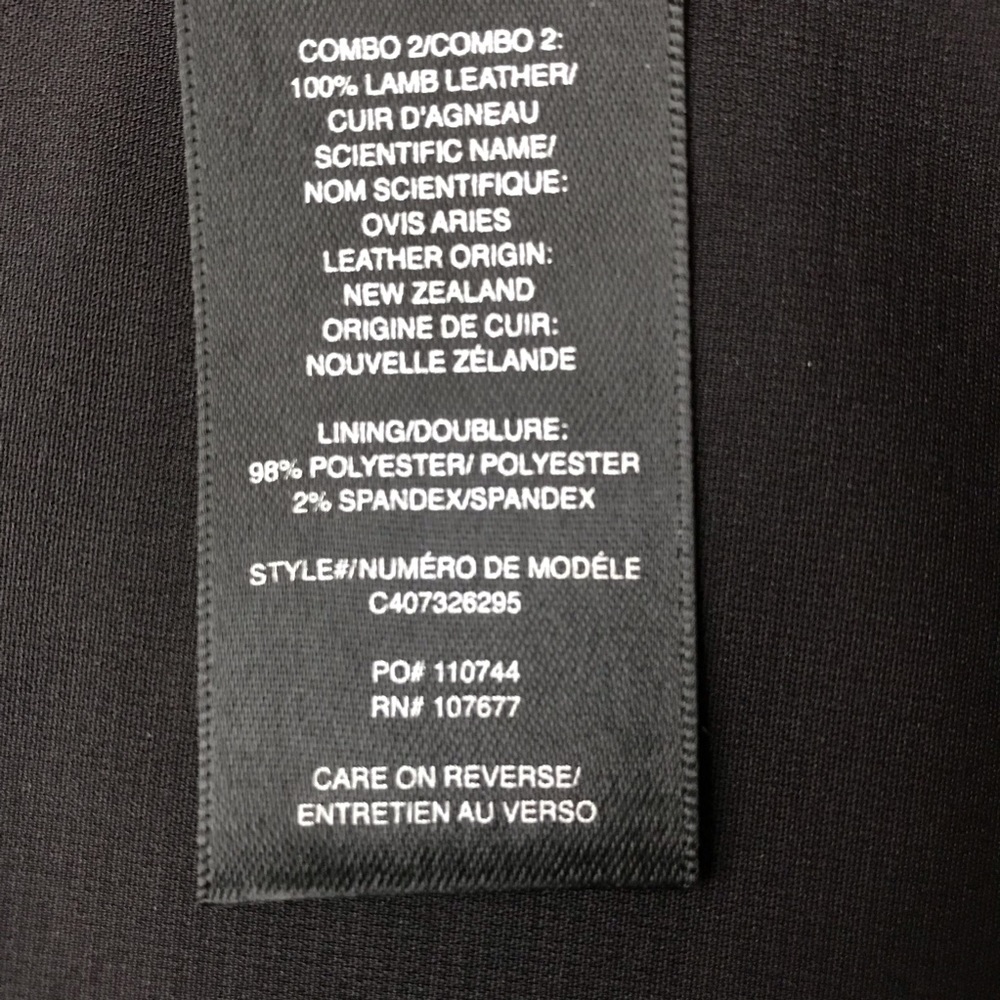 COMBO 2/COMBO 2:
100% LAMB LEATHER/
CUIR D'AGNEAU
SCIENTIFIC NAME/
NOM SCIENTIFIQUE:
OVIS ARIES
LEATHER ORIGIN:
NEW ZEALAND
ORIGINE DE CUIR:
NOUVELLE ZÉLANDE
LINING/DOUBLURE:
98% POLYESTER/ POLYESTER
2% SPANDEX/SPANDEX
STYLE#/NUMÉRO DE MODÉLE
C407326295
PO# 110744
RN# 107677
CARE ON REVERSE/
ENTRETIEN AU VERSO